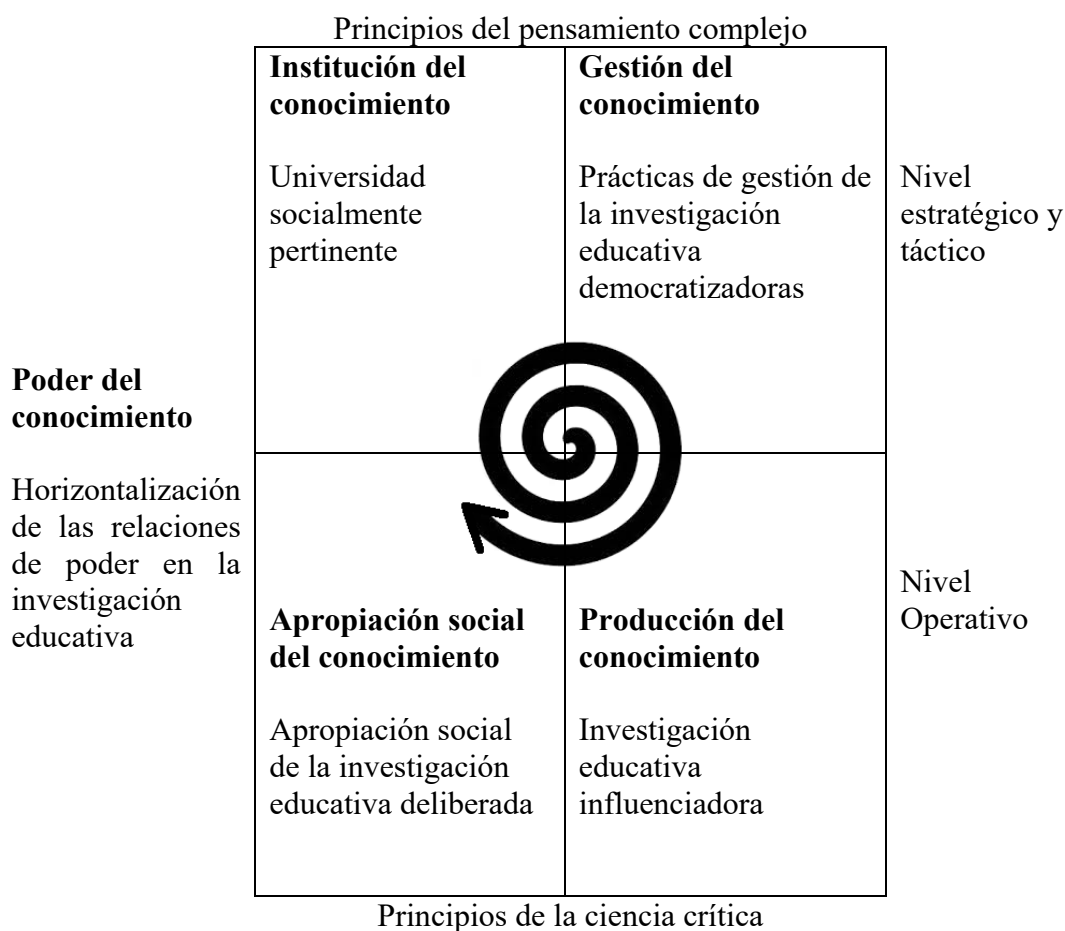 Principios del pensamiento complejo
Institución del
conocimiento
Universidad
socialmente
pertinente
Gestión del
conocimiento
Prácticas de gestión de
la investigación
educativa
democratizadoras
Nivel
estratégico y
táctico
Poder del
conocimiento
Horizontalización
de las relaciones
de poder en la
investigación
educativa
Apropiación social
del conocimiento
Apropiación social
de la investigación
educativa deliberada
Producción del
conocimiento
Investigación
educativa
influenciadora
Nivel
Operativo
Principios de la ciencia crítica